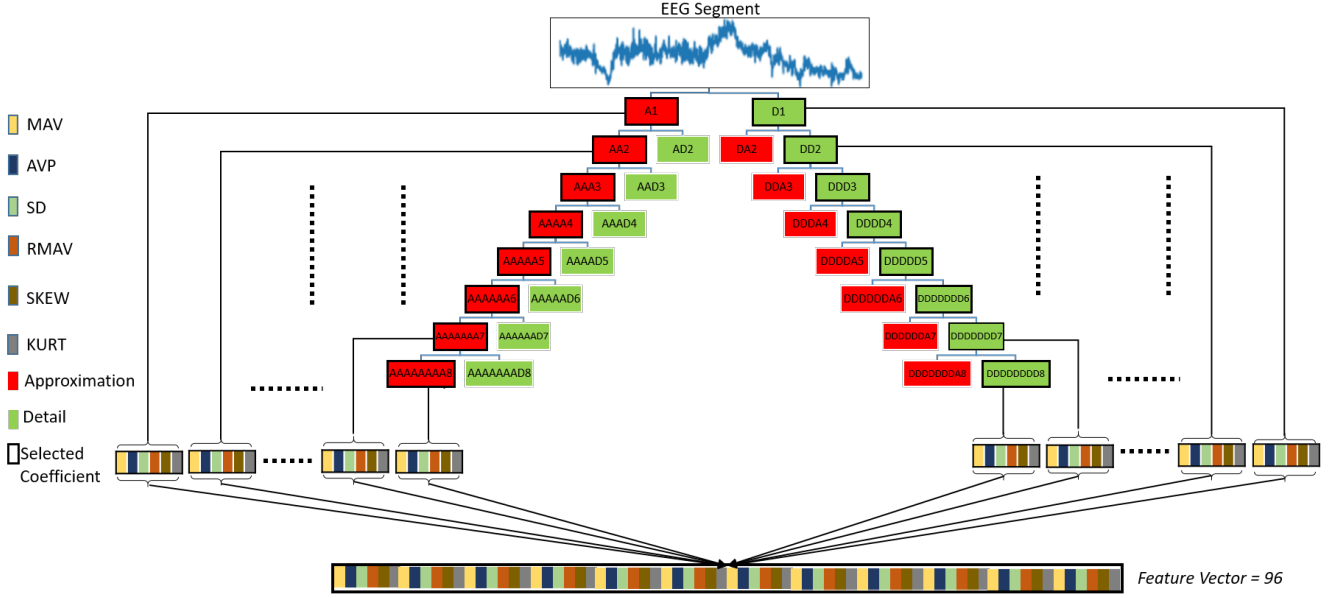 EEG Segment
A1
D1
MAV
AA2
AD2
DA2
DD2
AVP
AAA3
AAD3
DDA3
DDD3
SD
AAAA4
AAAD4
DDDA4
DDDD4
RMAV
AAAAA5
AAAAD5
DDDDA5
DDDDD5
SKEW
AAAAAA6
AAAAAD6
DDDDDDA6
DDDDDDD6
KURT
AAAAAAA7
AAAAAAD7
DDDDDDA7
DDDDDDD7
Approximation
AAAAAAAA8
AAAAAAAD8
DDDDDDDA8
DDDDDDDD8
Detail
Selected
Coefficient
Feature Vector = 96